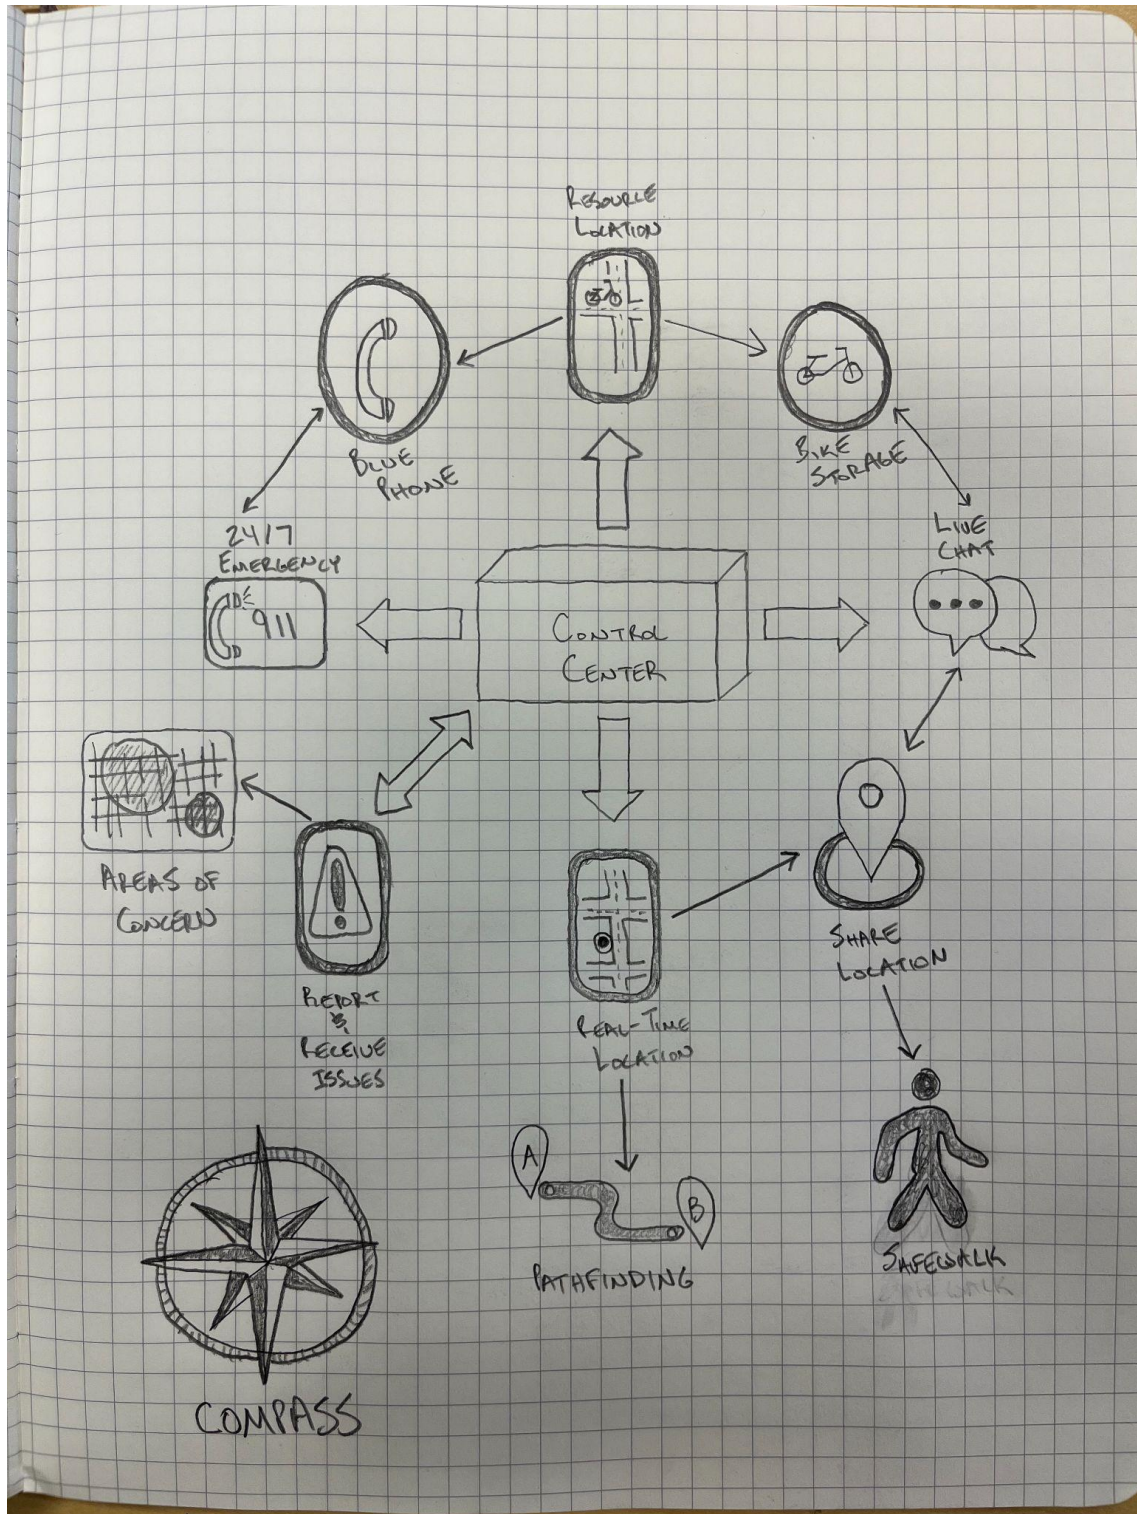 RESOURCE
LOCATION
BLUE
PHONE
BIKE
STORAGE
24/7
EMERGENCY
911
LIVE
CHAT
CONTROL
CENTER
AREAS OF
CONCERN
REPORT
&
RECEIVE
ISSUES
REAL-TIME
LOCATION
SHARE
LOCATION
A
B
PATHFINDING
SAFEWALK
COMPASS